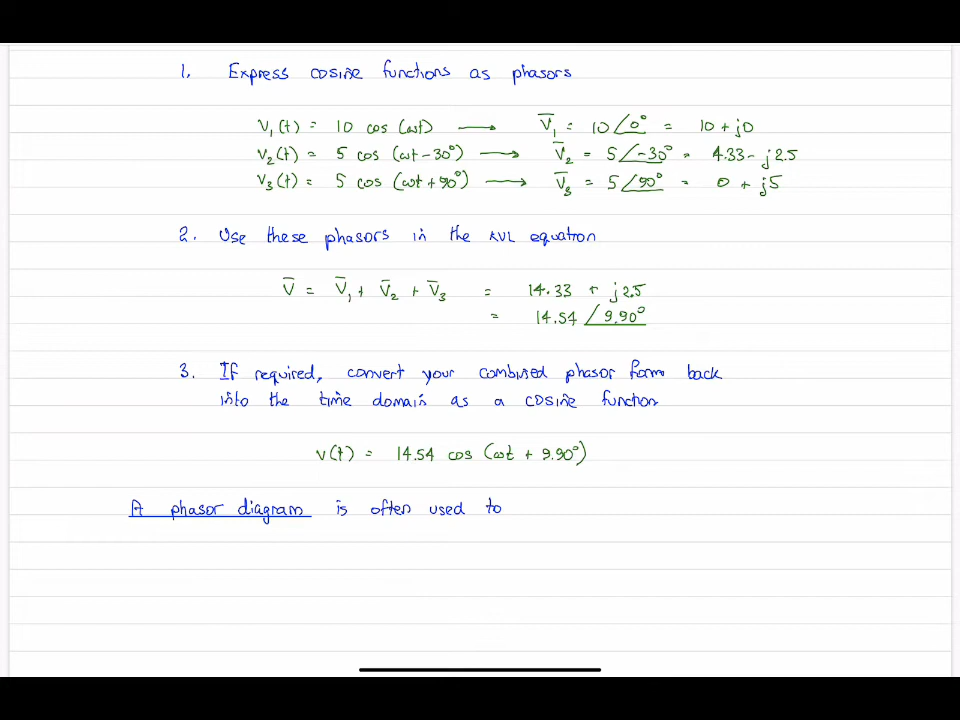 1. Express cosine functions as phasors
v₁(t) = 10 cos (ωt) → V̅₁ = 10 ∠0° = 10 + j0
v₂(t) = 5 cos (ωt - 30°) → V̅₂ = 5 ∠-30° = 4.33 - j2.5
v₃(t) = 5 cos (ωt + 90°) → V̅₃ = 5 ∠90° = 0 + j5
2. Use these phasors in the KVL equation
V̅ = V̅₁ + V̅₂ + V̅₃ = 14.33 + j2.5
= 14.54 ∠9.90°
3. If required, convert your combined phasor form back
into the time domain as a cosine function
v(t) = 14.54 cos (ωt + 9.90°)
A phasor diagram is often used to